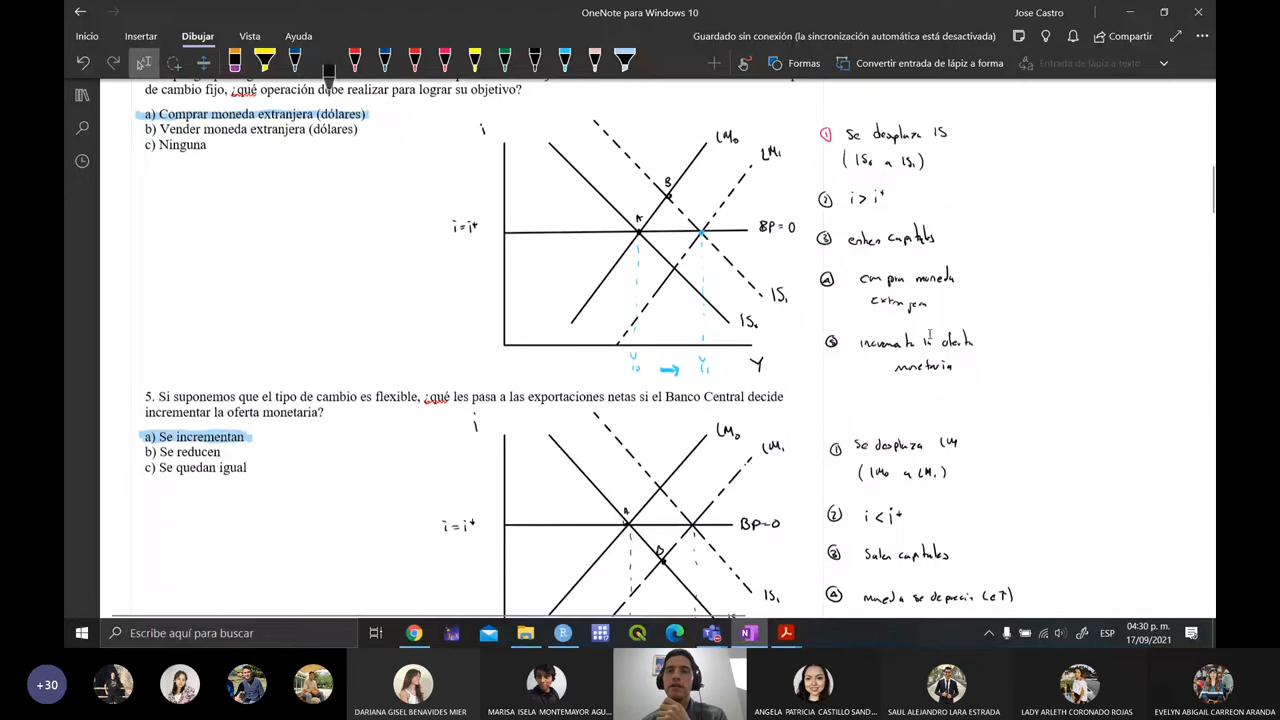 OneNote para Windows 10
Jose Castro
Inicio
Insertar
Dibujar
Vista
Ayuda
Guardado sin conexión (la sincronización automática está desactivada)
Compartir
Formas
Convertir entrada de lápiz a forma
Entrada de lápiz a texto
de cambio fijo, ¿qué operación debe realizar para lograr su objetivo?
a) Comprar moneda extranjera (dólares)
b) Vender moneda extranjera (dólares)
c) Ninguna
i
LM₀
LM₁
B
A
i=i*
BP=0
IS₁
IS₀
Y₀ → Y₁
Y
① Se desplaza IS
(IS₀ a IS₁)
② i > i*
③ entran capitales
④ compra moneda
extranjera
⑤ incrementa la oferta
monetaria
5. Si suponemos que el tipo de cambio es flexible, ¿qué les pasa a las exportaciones netas si el Banco Central decide
incrementar la oferta monetaria?
a) Se incrementan
b) Se reducen
c) Se quedan igual
i
LM₀
LM₁
A
i=i*
BP=0
IS₁
① Se desplaza LM
(LM₀ a LM₁)
② i < i*
③ Salen capitales
④ moneda se deprecia (e↑)
Escribe aquí para buscar
ESP
04:30 p. m.
17/09/2021
+30
DARIANA GISEL BENAVIDES MIER
MARISA ISELA MONTEMAYOR AGU...
ANGELA PATRICIA CASTILLO SAND...
SAUL ALEJANDRO LARA ESTRADA
LADY ARLETH CORONADO ROJAS
EVELYN ABIGAIL CARREON ARANDA